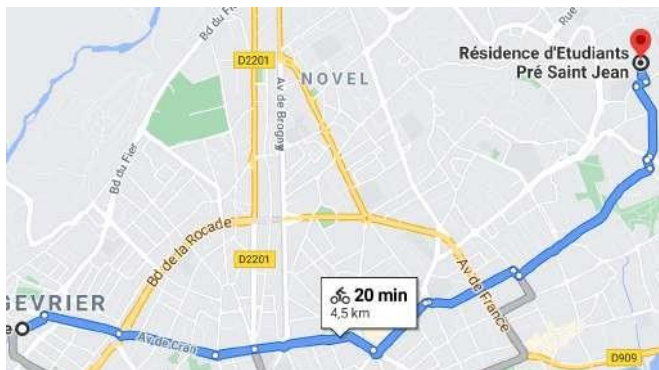 Bd du Fier
Rue
D2201
Av de Brogny
NOVEL
Résidence d'Etudiants
Pré Saint Jean
Bd du Fier
Bd de la Rocade
D2201
Av de France
GEVRIER
e
Av de Cran
20 min
4,5 km
D909